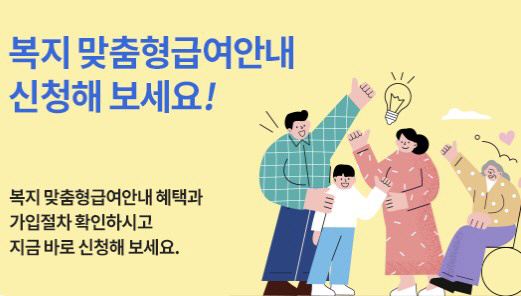 복지 맞춤형급여안내
신청해 보세요!
복지 맞춤형급여안내 혜택과
가입절차 확인하시고
지금 바로 신청해 보세요.